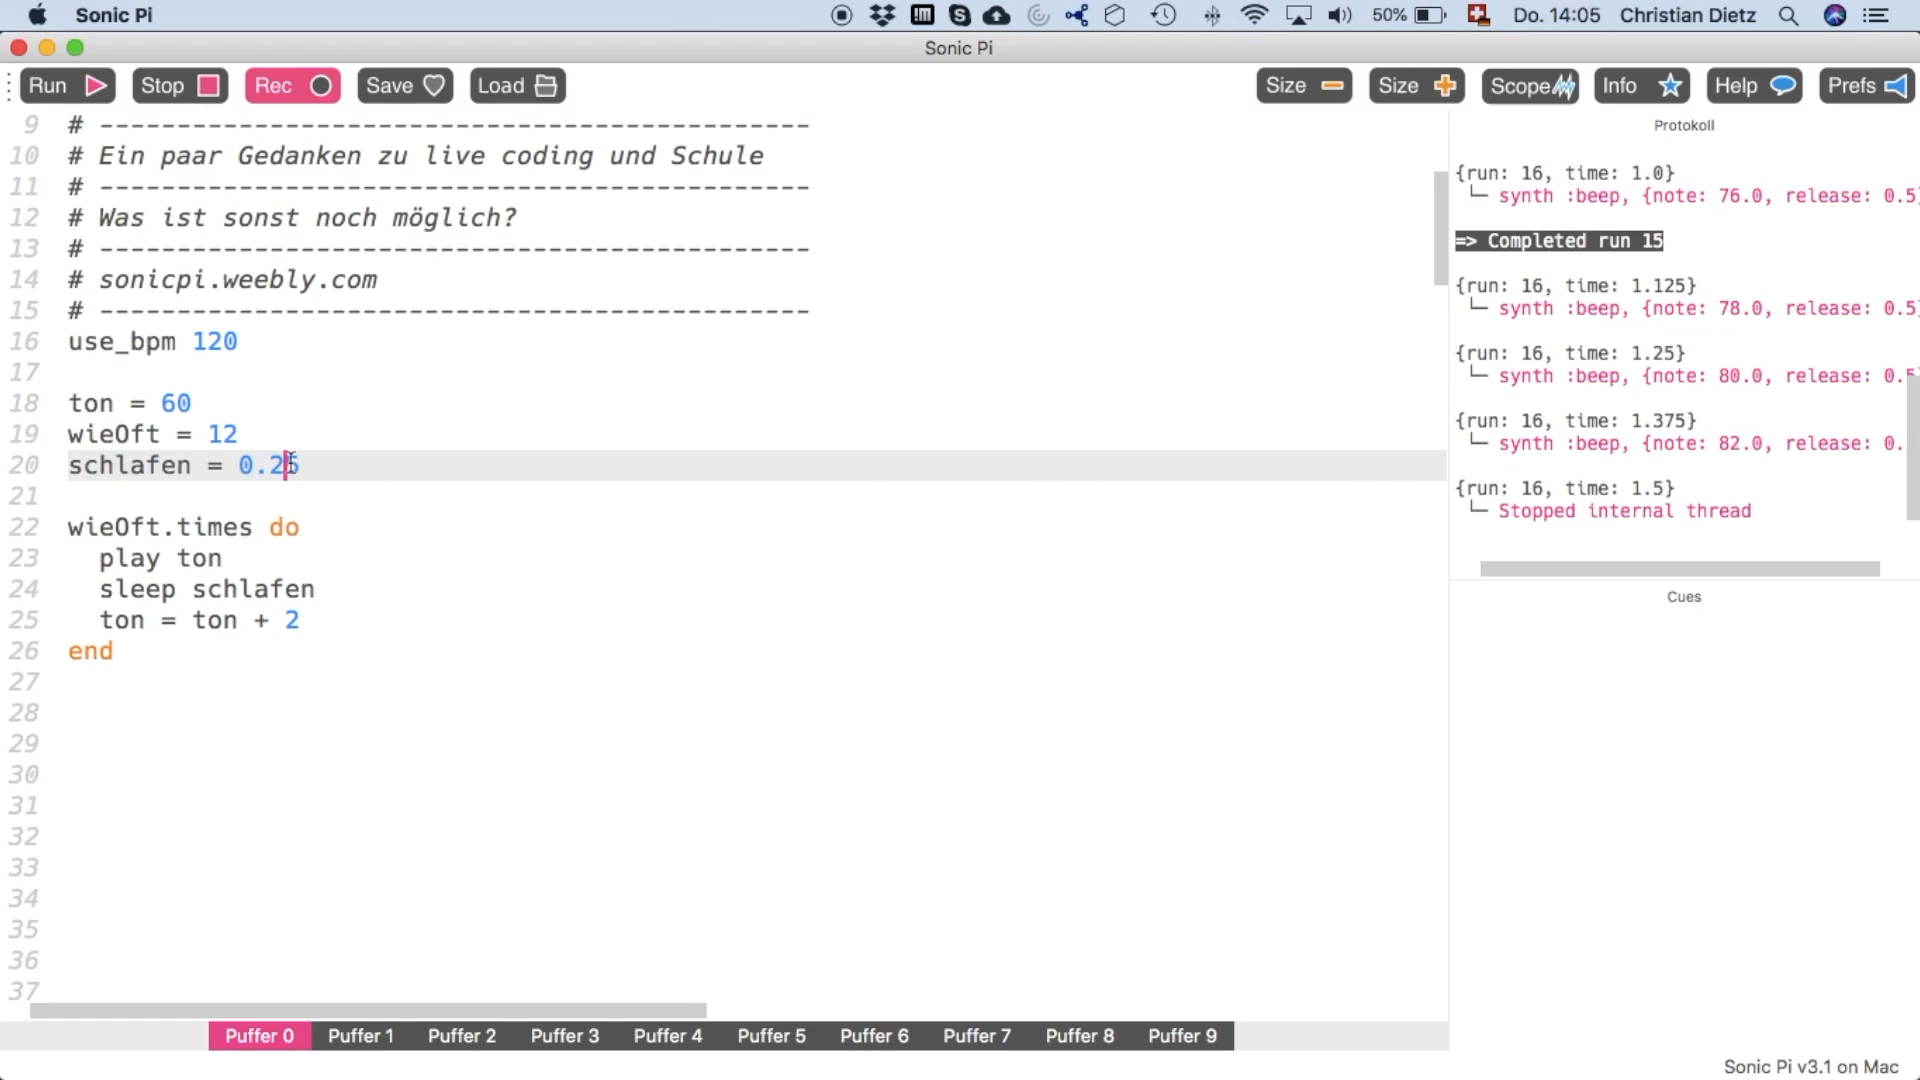 Sonic Pi
50%
Do. 14:05
Christian Dietz
Sonic Pi
Run
Stop
Rec
Save
Load
Size
Size
Scope
Info
Help
Prefs
9 # ----------------------------------------------
10 # Ein paar Gedanken zu live coding und Schule
11 # ----------------------------------------------
12 # Was ist sonst noch möglich?
13 # ----------------------------------------------
14 # sonicpi.weebly.com
15 # ----------------------------------------------
16 use_bpm 120
17
18 ton = 60
19 wieOft = 12
20 schlafen = 0.25
21
22 wieOft.times do
23 play ton
24 sleep schlafen
25 ton = ton + 2
26 end
27
28
29
30
31
32
33
34
35
36
37
Protokoll
{run: 16, time: 1.0}
└─ synth :beep, {note: 76.0, release: 0.5}
=> Completed run 15
{run: 16, time: 1.125}
└─ synth :beep, {note: 78.0, release: 0.5}
{run: 16, time: 1.25}
└─ synth :beep, {note: 80.0, release: 0.5
{run: 16, time: 1.375}
└─ synth :beep, {note: 82.0, release: 0.
{run: 16, time: 1.5}
└─ Stopped internal thread
Cues
Puffer 0
Puffer 1
Puffer 2
Puffer 3
Puffer 4
Puffer 5
Puffer 6
Puffer 7
Puffer 8
Puffer 9
Sonic Pi v3.1 on Mac